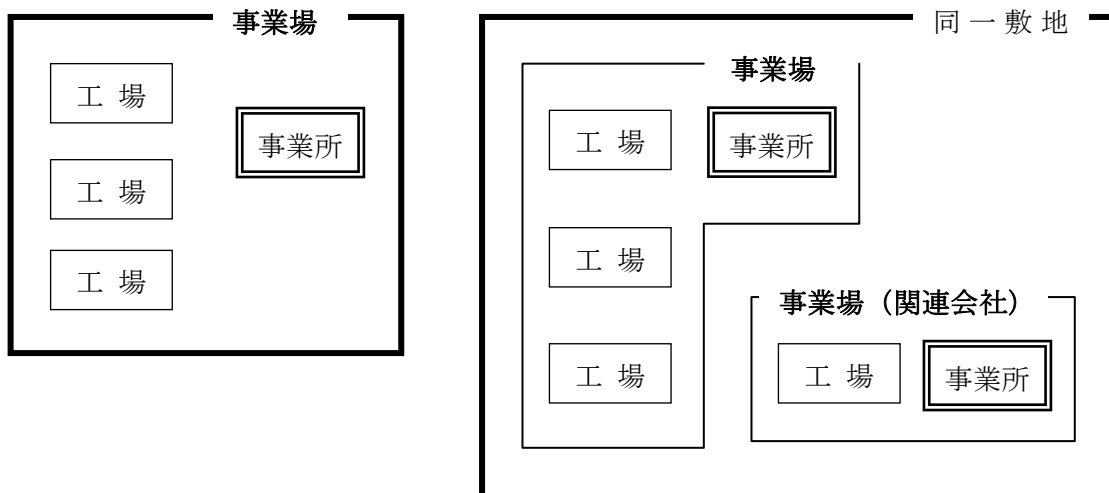 事業場
工場
事業所
工場
工場
同一敷地
事業場
工場
事業所
工場
工場
事業場（関連会社）
工場
事業所